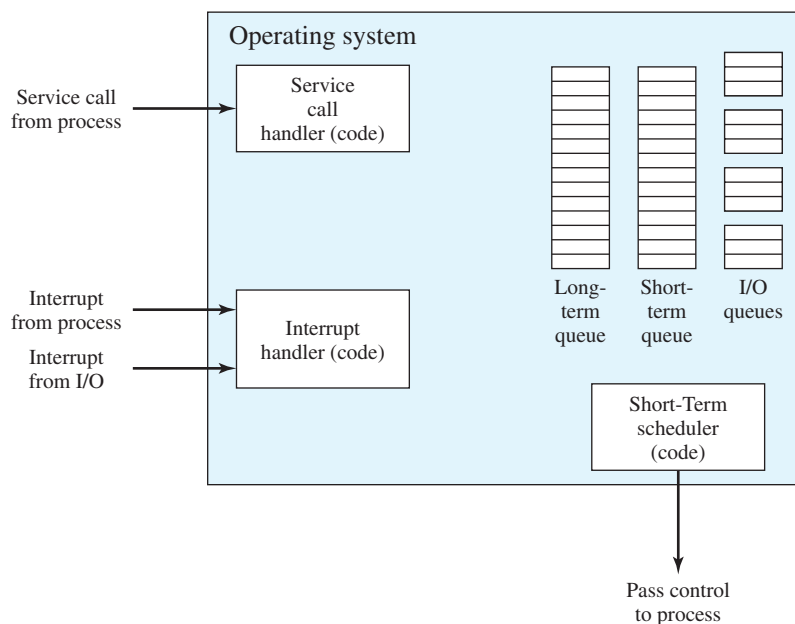 Operating system
Service call
from process
Service
call
handler (code)
Interrupt
from process
Interrupt
from I/O
Interrupt
handler (code)
Long-
term
queue
Short-
term
queue
I/O
queues
Short-Term
scheduler
(code)
Pass control
to process